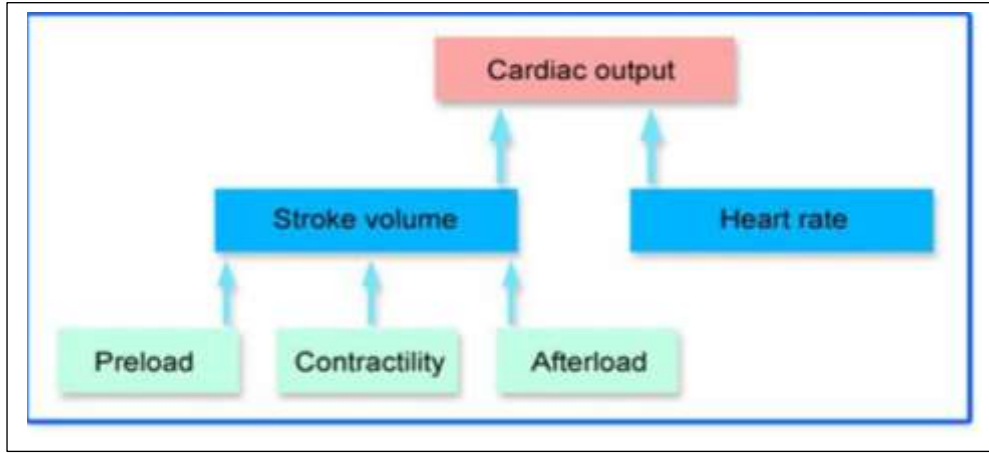 Cardiac output
Stroke volume
Heart rate
Preload
Contractility
Afterload